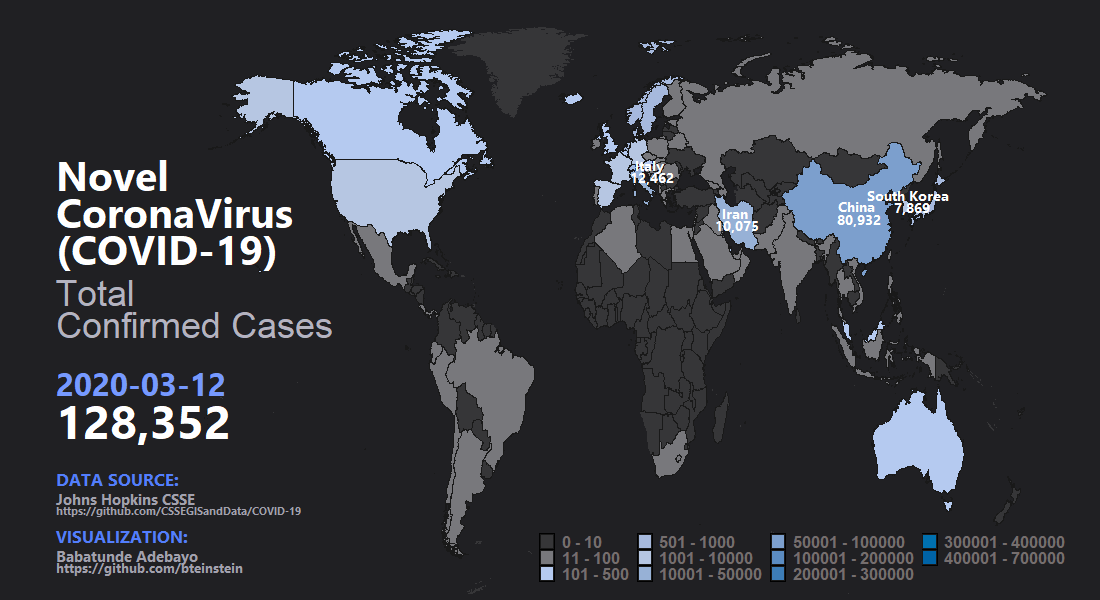 Novel
CoronaVirus
(COVID-19)
Total
Confirmed Cases
2020-03-12
128,352
DATA SOURCE:
Johns Hopkins CSSE
https://github.com/CSSEGISandData/COVID-19
VISUALIZATION:
Babatunde Adebayo
https://github.com/bteinstein
Italy
12,462
Iran
10,075
China
80,932
South Korea
7,869
0 - 10
11 - 100
101 - 500
501 - 1000
1001 - 10000
10001 - 50000
50001 - 100000
100001 - 200000
200001 - 300000
300001 - 400000
400001 - 700000